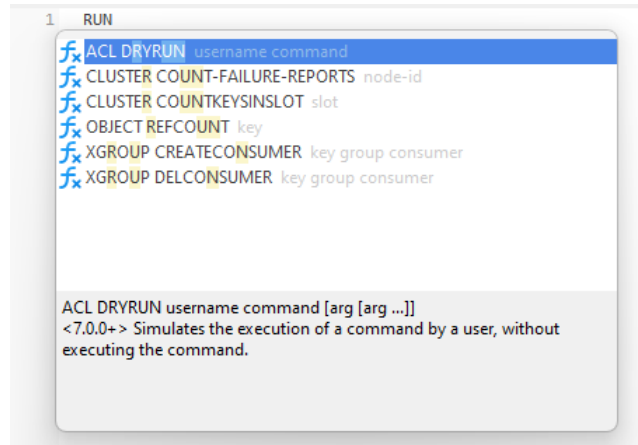 1 RUN
ACL DRYRUN username command
CLUSTER COUNT-FAILURE-REPORTS node-id
CLUSTER COUNTKEYSINSLOT slot
OBJECT REFCOUNT key
XGROUP CREATECONSUMER key group consumer
XGROUP DELCONSUMER key group consumer
ACL DRYRUN username command [arg [arg ...]]
<7.0.0+> Simulates the execution of a command by a user, without
executing the command.